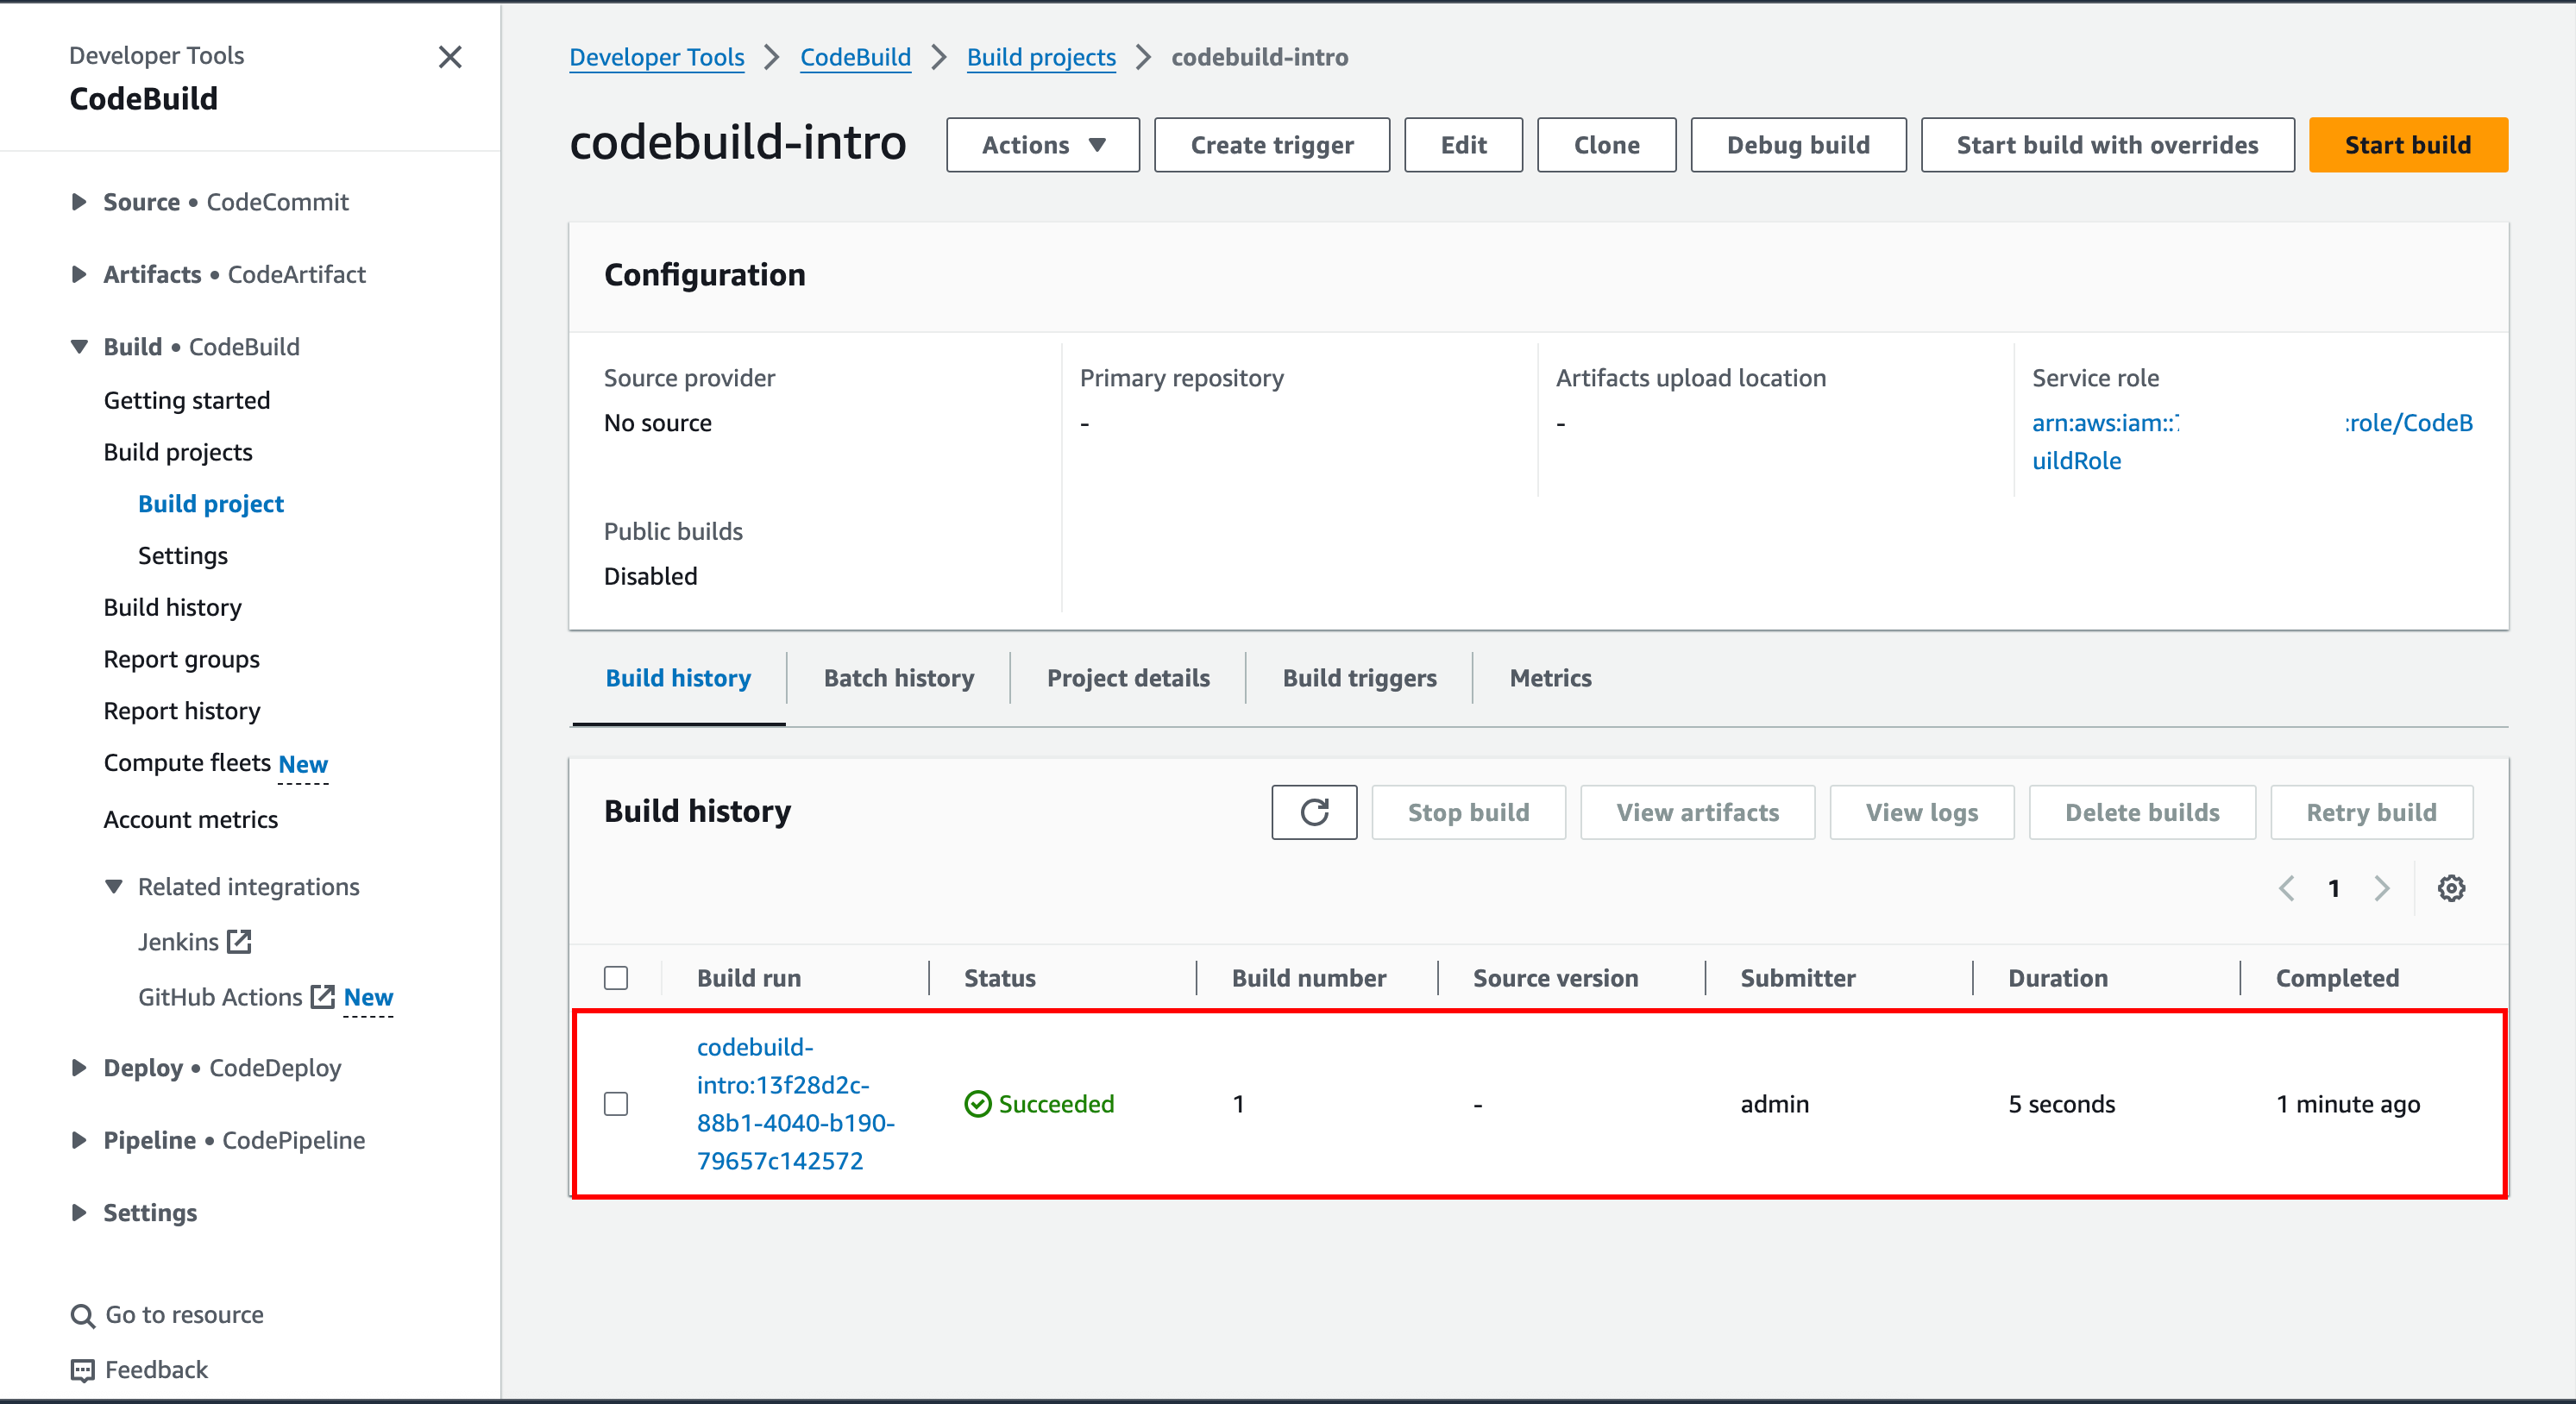 Developer Tools
CodeBuild
Source • CodeCommit
Artifacts • CodeArtifact
Build • CodeBuild
Getting started
Build projects
Build project
Settings
Build history
Report groups
Report history
Compute fleets New
Account metrics
Related integrations
Jenkins
GitHub Actions New
Deploy • CodeDeploy
Pipeline • CodePipeline
Settings
Go to resource
Feedback
Developer Tools > CodeBuild > Build projects > codebuild-intro
codebuild-intro Actions Create trigger Edit Clone Debug build Start build with overrides Start build
Configuration
Source provider Primary repository Artifacts upload location Service role
No source - - arn:aws:iam:: :role/CodeB
uildRole
Public builds
Disabled
Build history Batch history Project details Build triggers Metrics
Build history Stop build View artifacts View logs Delete builds Retry build
1
Build run Status Build number Source version Submitter Duration Completed
codebuild-
intro:13f28d2c-
88b1-4040-b190-
79657c142572
Succeeded 1 - admin 5 seconds 1 minute ago